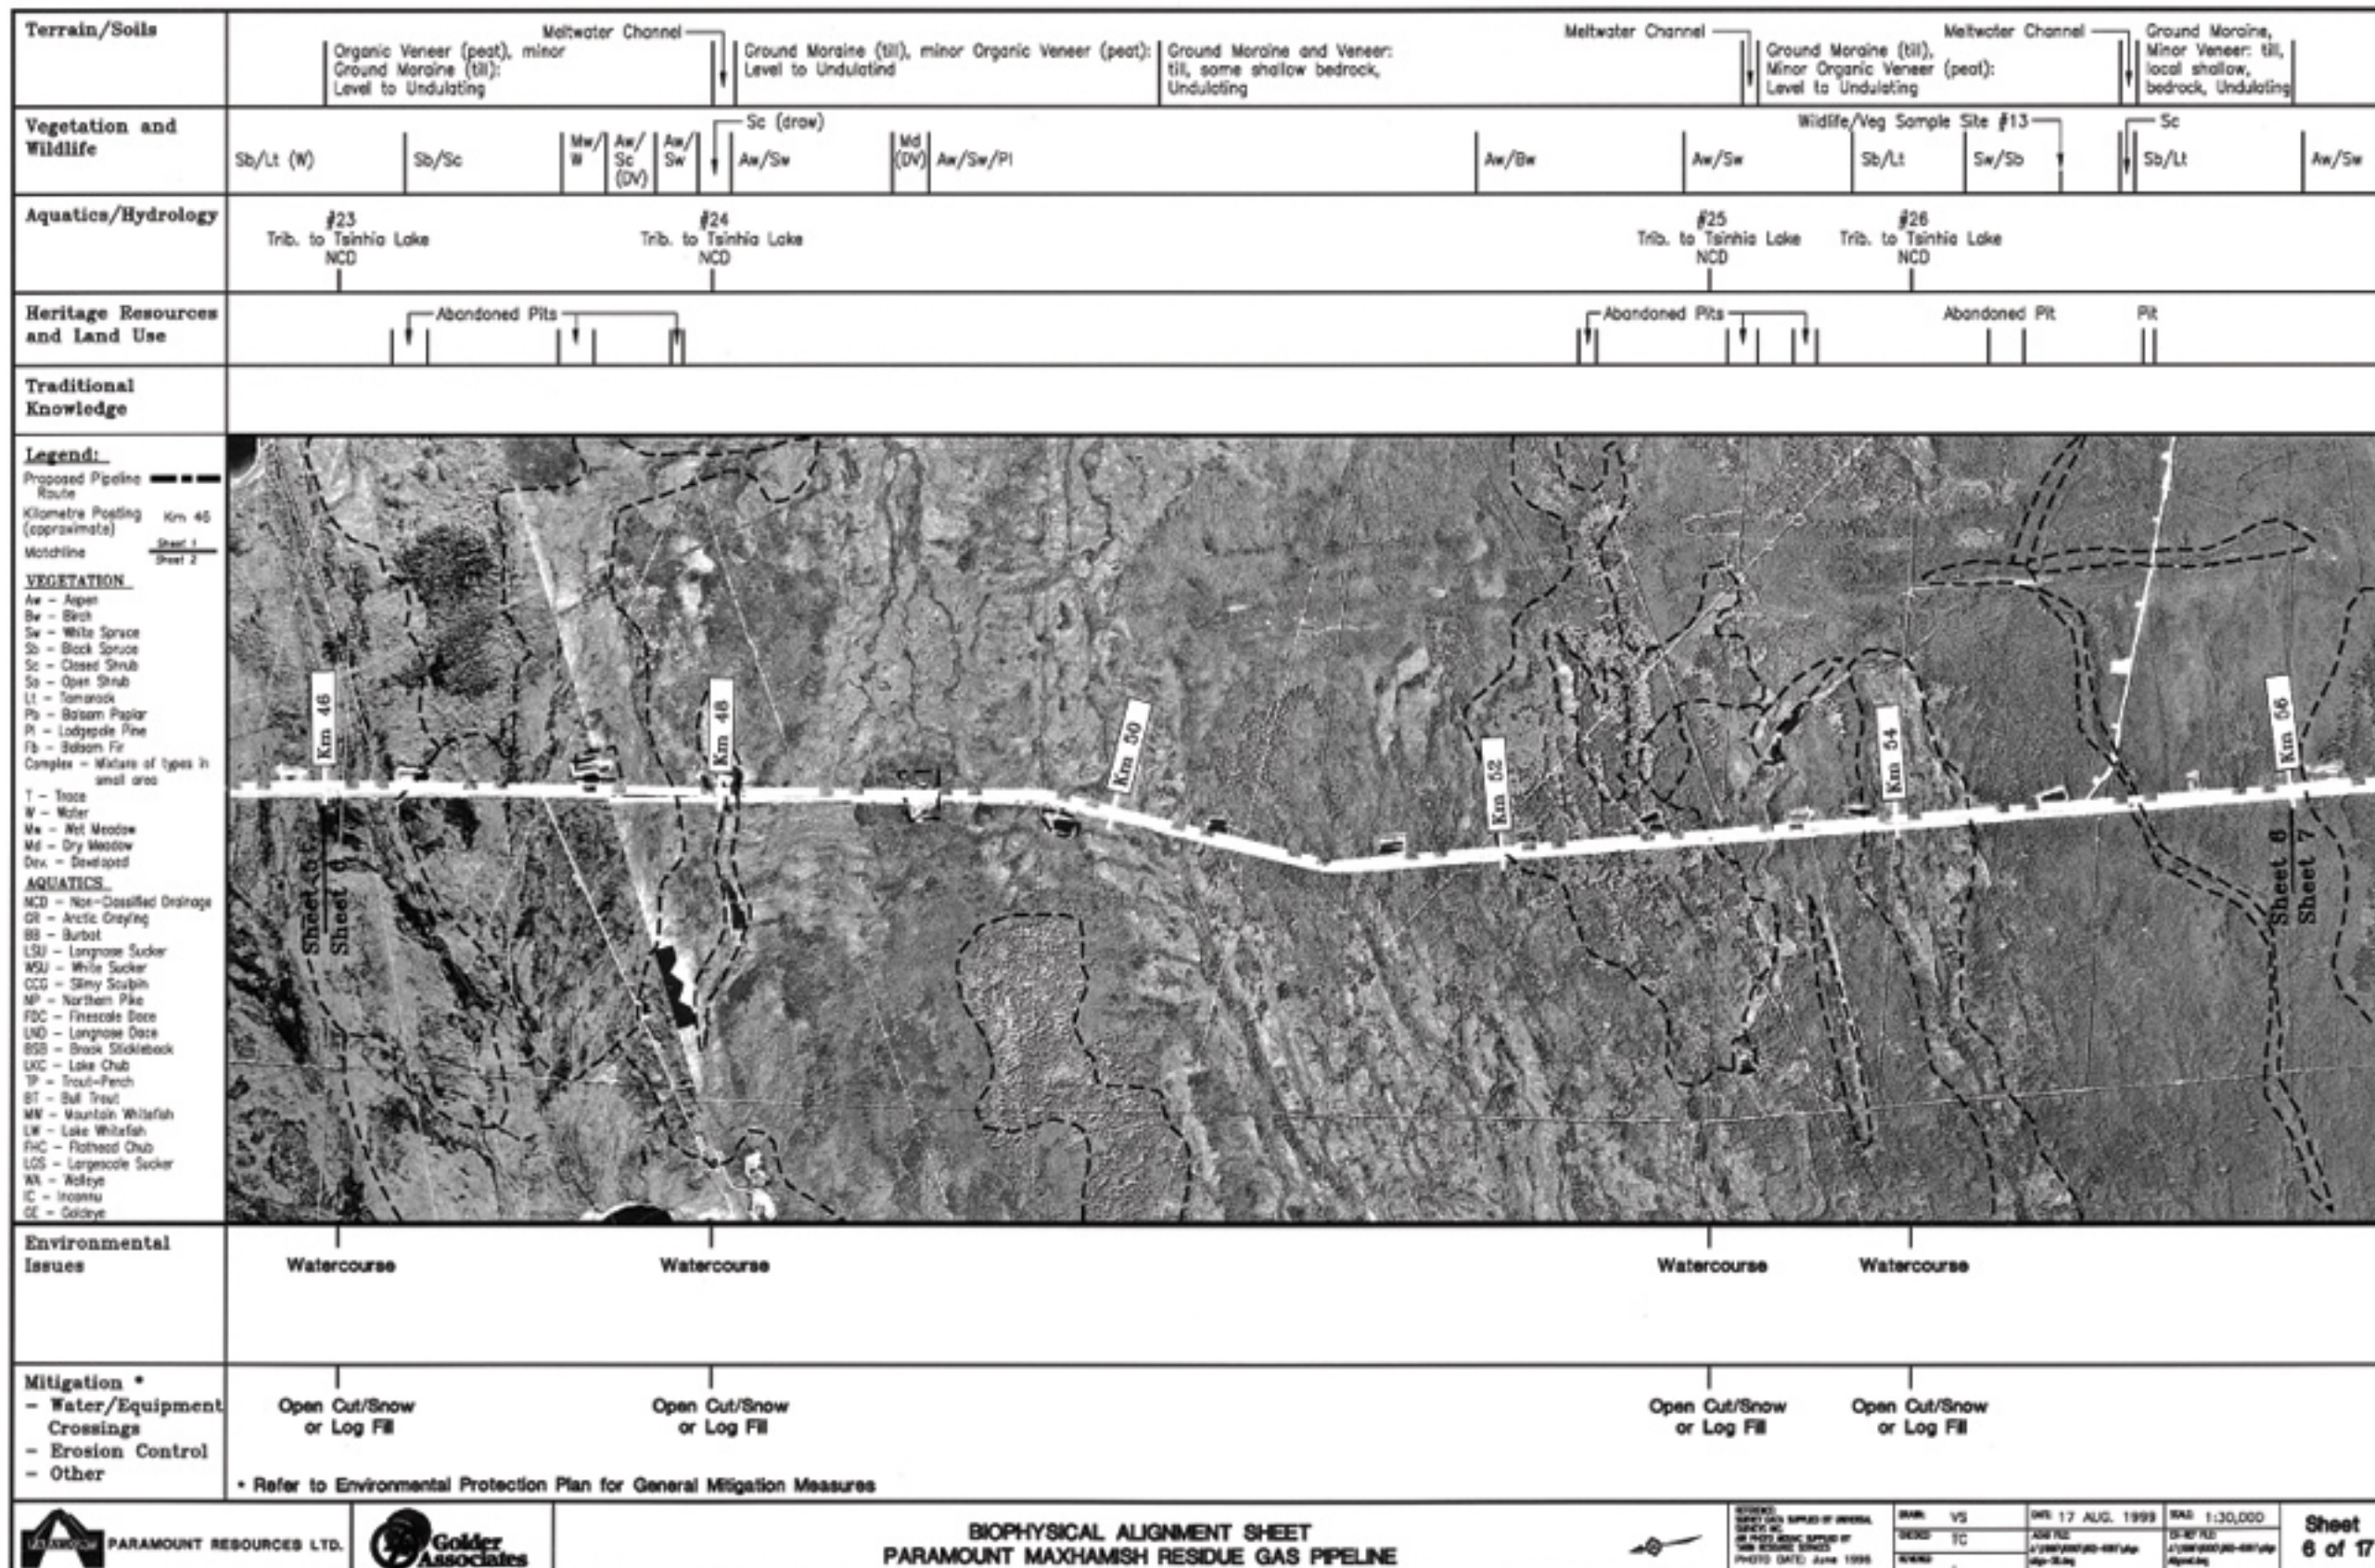 Terrain/Soils
Organic Veneer (peat), minor
Ground Moraine (till):
Level to Undulating
Meltwater Channel
Ground Moraine (till), minor Organic Veneer (peat):
Level to Undulatind
Ground Moraine and Veneer:
till, some shallow bedrock,
Undulating
Meltwater Channel
Ground Moraine (till),
Minor Organic Veneer (peat):
Level to Undulating
Meltwater Channel
Ground Moraine,
Minor Veneer: till,
local shallow,
bedrock, Undulating
Vegetation and
Wildlife
Sb/Lt (W)
Sb/Sc
Mw/
W
Aw/
Sc
(DV)
Aw/
Sw
Sc (draw)
Aw/Sw
Md
(DV)
Aw/Sw/Pl
Aw/Bw
Aw/Sw
Wildlife/Veg Sample Site #13
Sb/Lt
Sw/Sb
Sc
Sb/Lt
Aw/Sw
Aquatics/Hydrology
#23
Trib. to Tsinhia Lake
NCD
#24
Trib. to Tsinhia Lake
NCD
#25
Trib. to Tsinhia Lake
NCD
#26
Trib. to Tsinhia Lake
NCD
Heritage Resources
and Land Use
Abandoned Pits
Abandoned Pits
Abandoned Pit
Pit
Traditional
Knowledge
Legend:
Proposed Pipeline
Route
Kilometre Posting
(approximate)
Km 46
Matchline
Sheet 1
Sheet 2
VEGETATION
Aw - Aspen
Bw - Birch
Sw - White Spruce
Sb - Black Spruce
Sc - Closed Shrub
So - Open Shrub
Lt - Tamarack
Pb - Balsam Poplar
Pl - Lodgepole Pine
Fb - Balsam Fir
Complex - Mixture of types in
small area
T - Trace
W - Water
Mw - Wet Meadow
Md - Dry Meadow
Dev. - Developed
AQUATICS
NCD - Non-Classified Drainage
GR - Arctic Grayling
BB - Burbot
LSU - Longnose Sucker
WSU - White Sucker
CCG - Slimy Sculpin
NP - Northern Pike
FDC - Finescale Dace
LND - Longnose Dace
BSB - Brook Stickleback
LKC - Lake Chub
TP - Trout-Perch
BT - Bull Trout
MW - Mountain Whitefish
LW - Lake Whitefish
FHC - Flathead Chub
LGS - Largescale Sucker
WA - Walleye
IC - Inconnu
GE - Goldeye
Km 46
Km 48
Km 50
Km 52
Km 54
Km 56
Sheet 5
Sheet 6
Sheet 6
Sheet 7
Environmental
Issues
Watercourse
Watercourse
Watercourse
Watercourse
Mitigation *
- Water/Equipment
Crossings
- Erosion Control
- Other
Open Cut/Snow
or Log Fill
Open Cut/Snow
or Log Fill
Open Cut/Snow
or Log Fill
Open Cut/Snow
or Log Fill
* Refer to Environmental Protection Plan for General Mitigation Measures
PARAMOUNT RESOURCES LTD.
Golder
Associates
BIOPHYSICAL ALIGNMENT SHEET
PARAMOUNT MAXHAMISH RESIDUE GAS PIPELINE
PHOTO DATE: June 1998
VS
TC
DATE: 17 AUG. 1999
SCALE: 1:30,000
Sheet
6 of 17